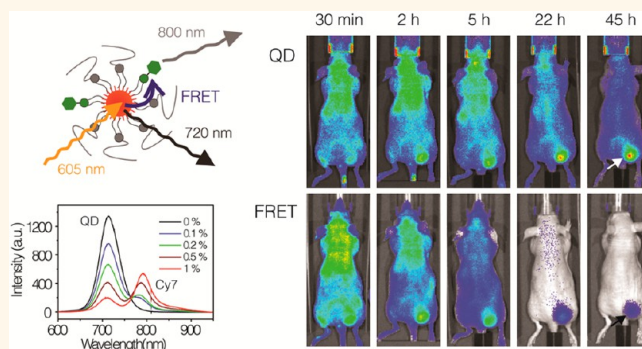 800 nm
FRET
720 nm
605 nm
Intensity (a.u.)
1200
800
400
0
QD
0 %
0.1 %
0.2 %
0.5 %
1 %
Cy7
600 700 800 900
Wavelength(nm)
30 min 2 h 5 h 22 h 45 h
QD
FRET